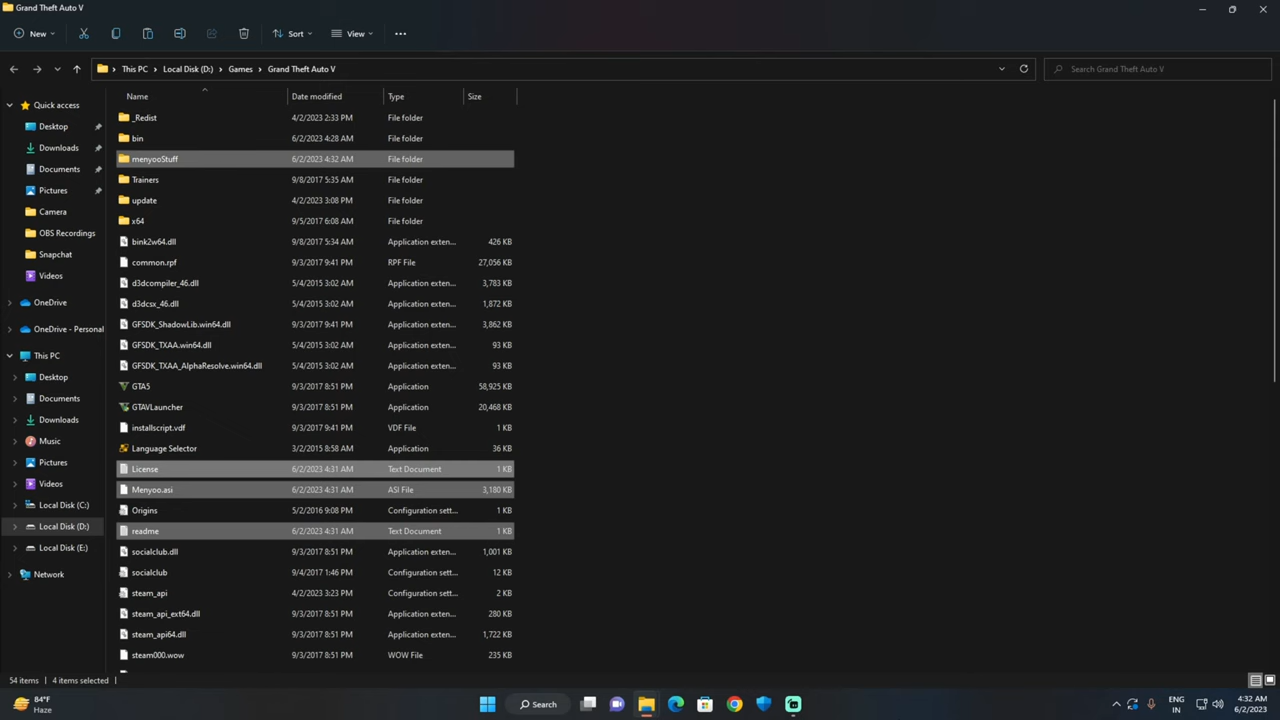 Grand Theft Auto V
New
Sort
View
This PC
Local Disk (D:)
Games
Grand Theft Auto V
Search Grand Theft Auto V
Name Date modified Type Size
Quick access
Desktop
Downloads
Documents
Pictures
Camera
OBS Recordings
Snapchat
Videos
OneDrive
OneDrive - Personal
This PC
Desktop
Documents
Downloads
Music
Pictures
Videos
Local Disk (C:)
Local Disk (D:)
Local Disk (E:)
Network
_Redist 4/2/2023 2:33 PM File folder
bin 6/2/2023 4:28 AM File folder
menyooStuff 6/2/2023 4:32 AM File folder
Trainers 9/8/2017 5:35 AM File folder
update 4/2/2023 3:08 PM File folder
x64 9/5/2017 6:08 AM File folder
bink2w64.dll 9/8/2017 5:34 AM Application exten... 426 KB
common.rpf 9/3/2017 9:41 PM RPF File 27,056 KB
d3dcompiler_46.dll 5/4/2015 3:02 AM Application exten... 3,783 KB
d3dcsx_46.dll 5/4/2015 3:02 AM Application exten... 1,872 KB
GFSDK_ShadowLib.win64.dll 9/3/2017 9:41 PM Application exten... 3,862 KB
GFSDK_TXAA.win64.dll 5/4/2015 3:02 AM Application exten... 93 KB
GFSDK_TXAA_AlphaResolve.win64.dll 5/4/2015 3:02 AM Application exten... 93 KB
GTA5 9/3/2017 8:51 PM Application 58,925 KB
GTAVLauncher 9/3/2017 8:51 PM Application 20,468 KB
installscript.vdf 9/3/2017 9:41 PM VDF File 1 KB
Language Selector 3/2/2015 8:58 AM Application 36 KB
License 6/2/2023 4:31 AM Text Document 1 KB
Menyoo.asi 6/2/2023 4:31 AM ASI File 3,180 KB
Origins 5/2/2016 9:08 PM Configuration sett... 1 KB
readme 6/2/2023 4:31 AM Text Document 1 KB
socialclub.dll 9/3/2017 8:51 PM Application exten... 1,001 KB
socialclub 9/4/2017 1:46 PM Configuration sett... 12 KB
steam_api 4/2/2023 3:23 PM Configuration sett... 2 KB
steam_api_ext64.dll 9/3/2017 8:51 PM Application exten... 280 KB
steam_api64.dll 9/3/2017 8:51 PM Application exten... 1,722 KB
steam000.wow 9/3/2017 8:51 PM WOW File 235 KB
54 items 4 items selected
84°F
Haze
Search
ENG
IN
4:32 AM
6/2/2023